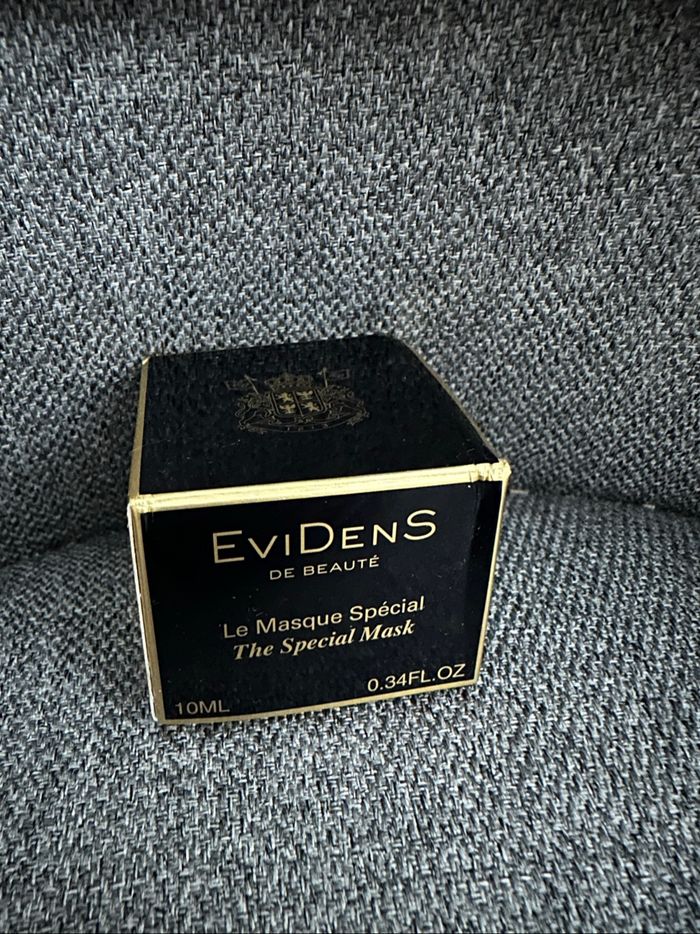 EviDenS
DE BEAUTÉ
Le Masque Spécial
The Special Mask
10ML 0.34FL.OZ